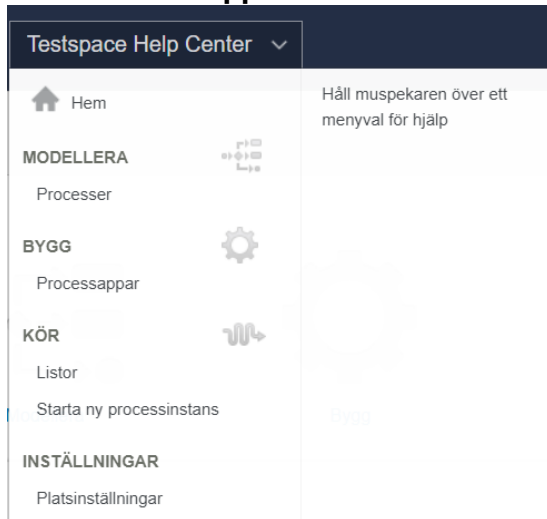 Testspace Help Center
Hem
Håll muspekaren över ett
menyval för hjälp
MODELLERA
Processer
BYGG
Processappar
KÖR
Listor
Starta ny processinstans
Bygg
INSTÄLLNINGAR
Platsinställningar